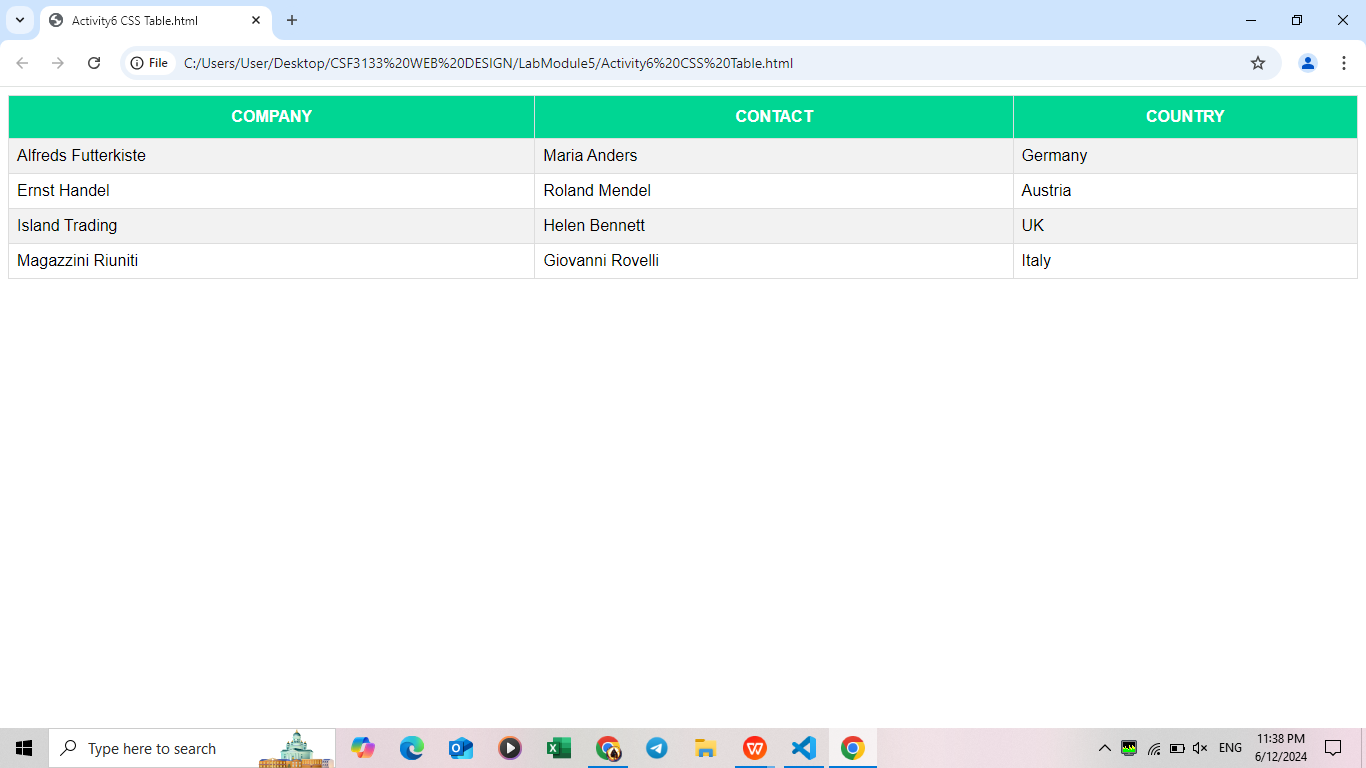 Activity6 CSS Table.html
File C:/Users/User/Desktop/CSF3133%20WEB%20DESIGN/LabModule5/Activity6%20CSS%20Table.html
COMPANY CONTACT COUNTRY
Alfreds Futterkiste Maria Anders Germany
Ernst Handel Roland Mendel Austria
Island Trading Helen Bennett UK
Magazzini Riuniti Giovanni Rovelli Italy
Type here to search ENG 11:38 PM
6/12/2024